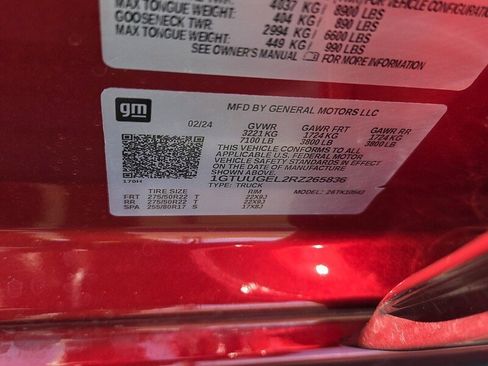 MAX TONGUE WEIGHT: 404 KG/ 890 LBS
GOOSENECK TWR: 2994 KG/ 6600 LBS
MAX TONGUE WEIGHT: 449 KG/ 990 LBS
SEE OWNER'S MANUAL FOR MORE INFORMATION
gm
MFD BY GENERAL MOTORS LLC
02/24 GVWR GAWR FRT GAWR RR
3221 KG 1724 KG 1724 KG
7100 LB 3800 LB 3800 LB
THIS VEHICLE CONFORMS TO ALL
APPLICABLE U.S. FEDERAL MOTOR
VEHICLE SAFETY STANDARDS IN EFFECT
ON THE DATE OF MANUFACTURE SHOWN ABOVE.
1GTUUGEL2RZ265836
TYPE: TRUCK MODEL:
170H
TIRE SIZE RIM
FRT 275/50R22 T 22X9J
RR 275/50R22 T 22X9J
SPA 255/80R17 S 17X8J